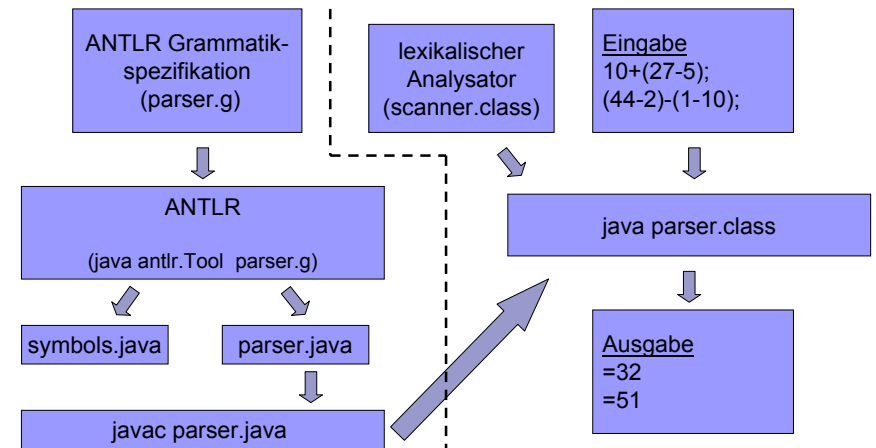 ANTLR Grammatik-
spezifikation
(parser.g)
lexikalischer
Analysator
(scanner.class)
Eingabe
10+(27-5);
(44-2)-(1-10);
ANTLR
(java antlr.Tool parser.g)
java parser.class
symbols.java
parser.java
Ausgabe
=32
=51
javac parser.java